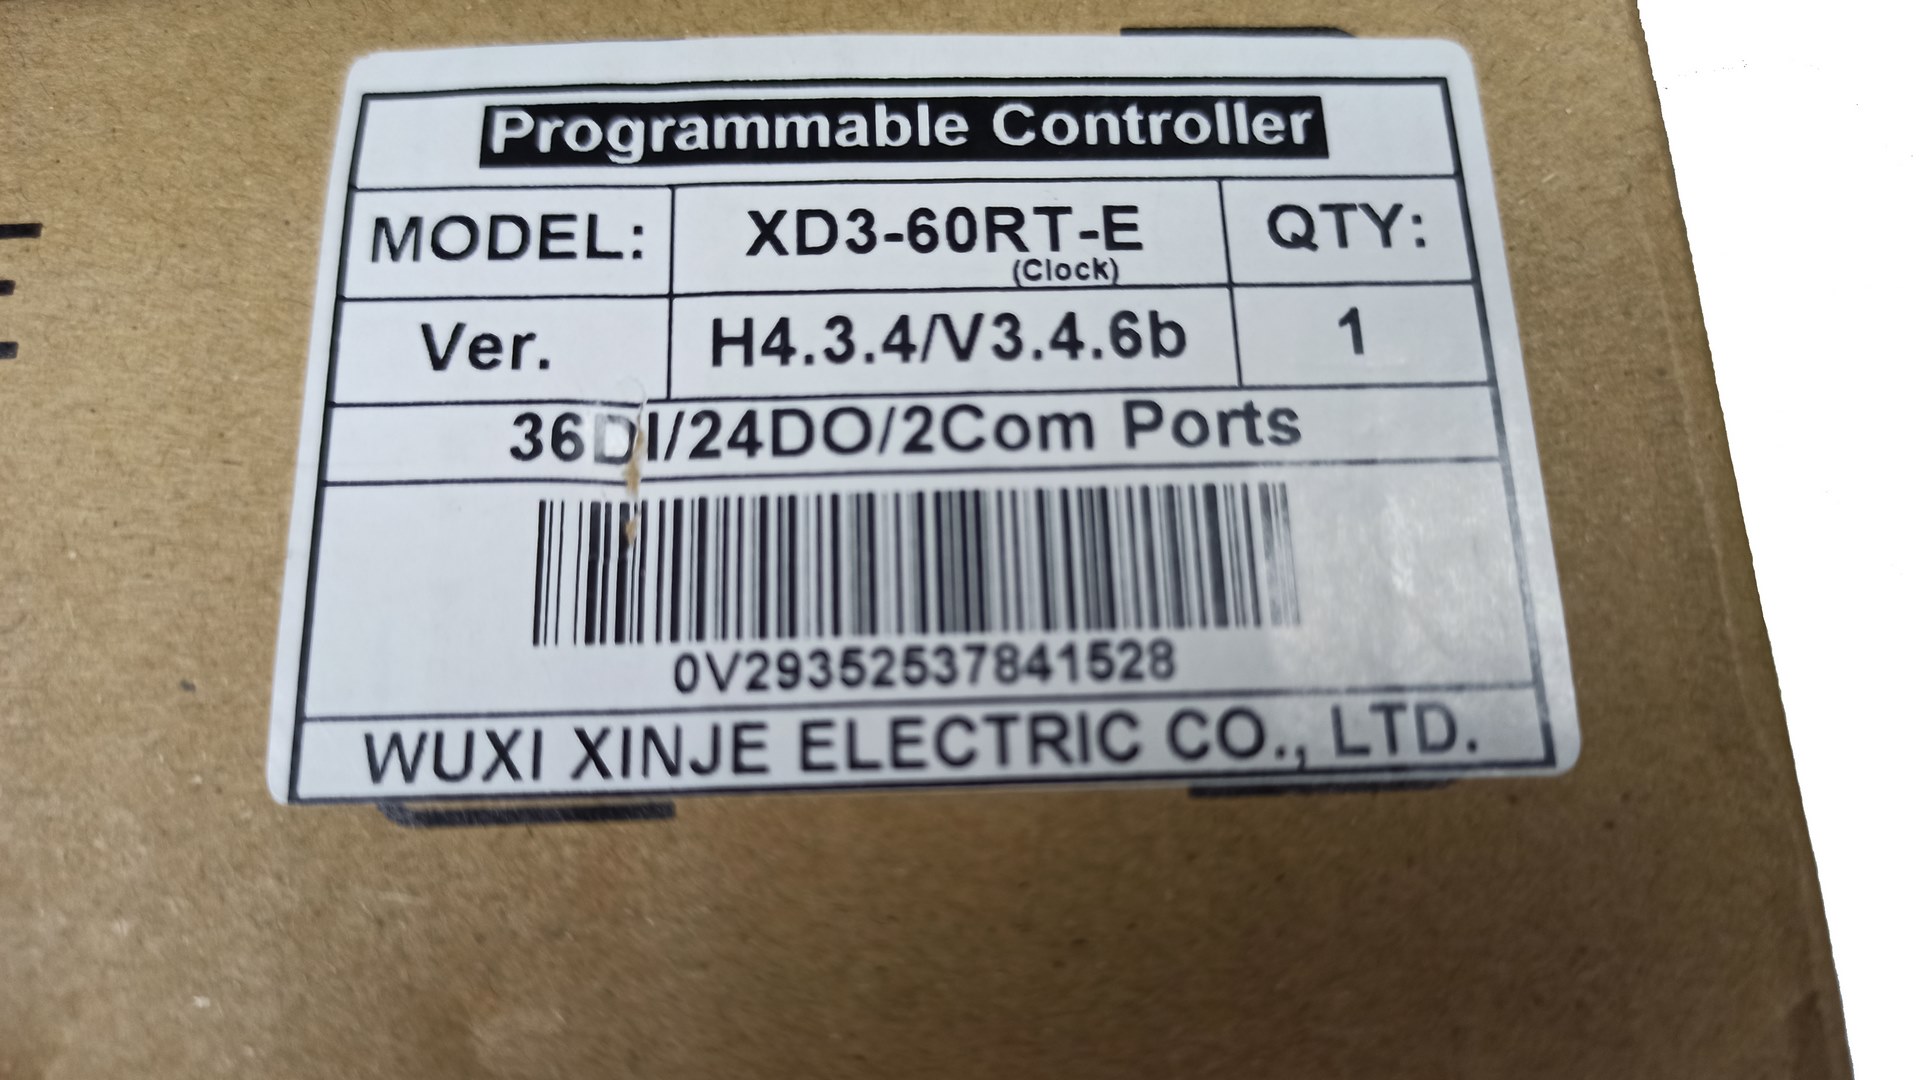 Programmable Controller
MODEL: XD3-60RT-E QTY:
(Clock)
Ver. H4.3.4/V3.4.6b 1
36DI/24DO/2Com Ports
0V29352537841528
WUXI XINJE ELECTRIC CO., LTD.